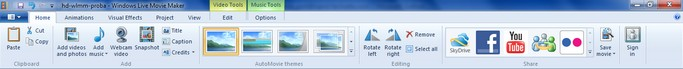 hd-wlmm-proba - Windows Live Movie Maker
Video Tools
Music Tools
Home
Animations
Visual Effects
Project
View
Edit
Options
Paste
Cut
Copy
Clipboard
Add videos and photos
Add music
Webcam video
Snapshot
Title
Caption
Credits
Add
AutoMovie themes
Rotate left
Rotate right
Remove
Select all
Editing
SkyDrive
You Tube
Share
Save movie
Sign in